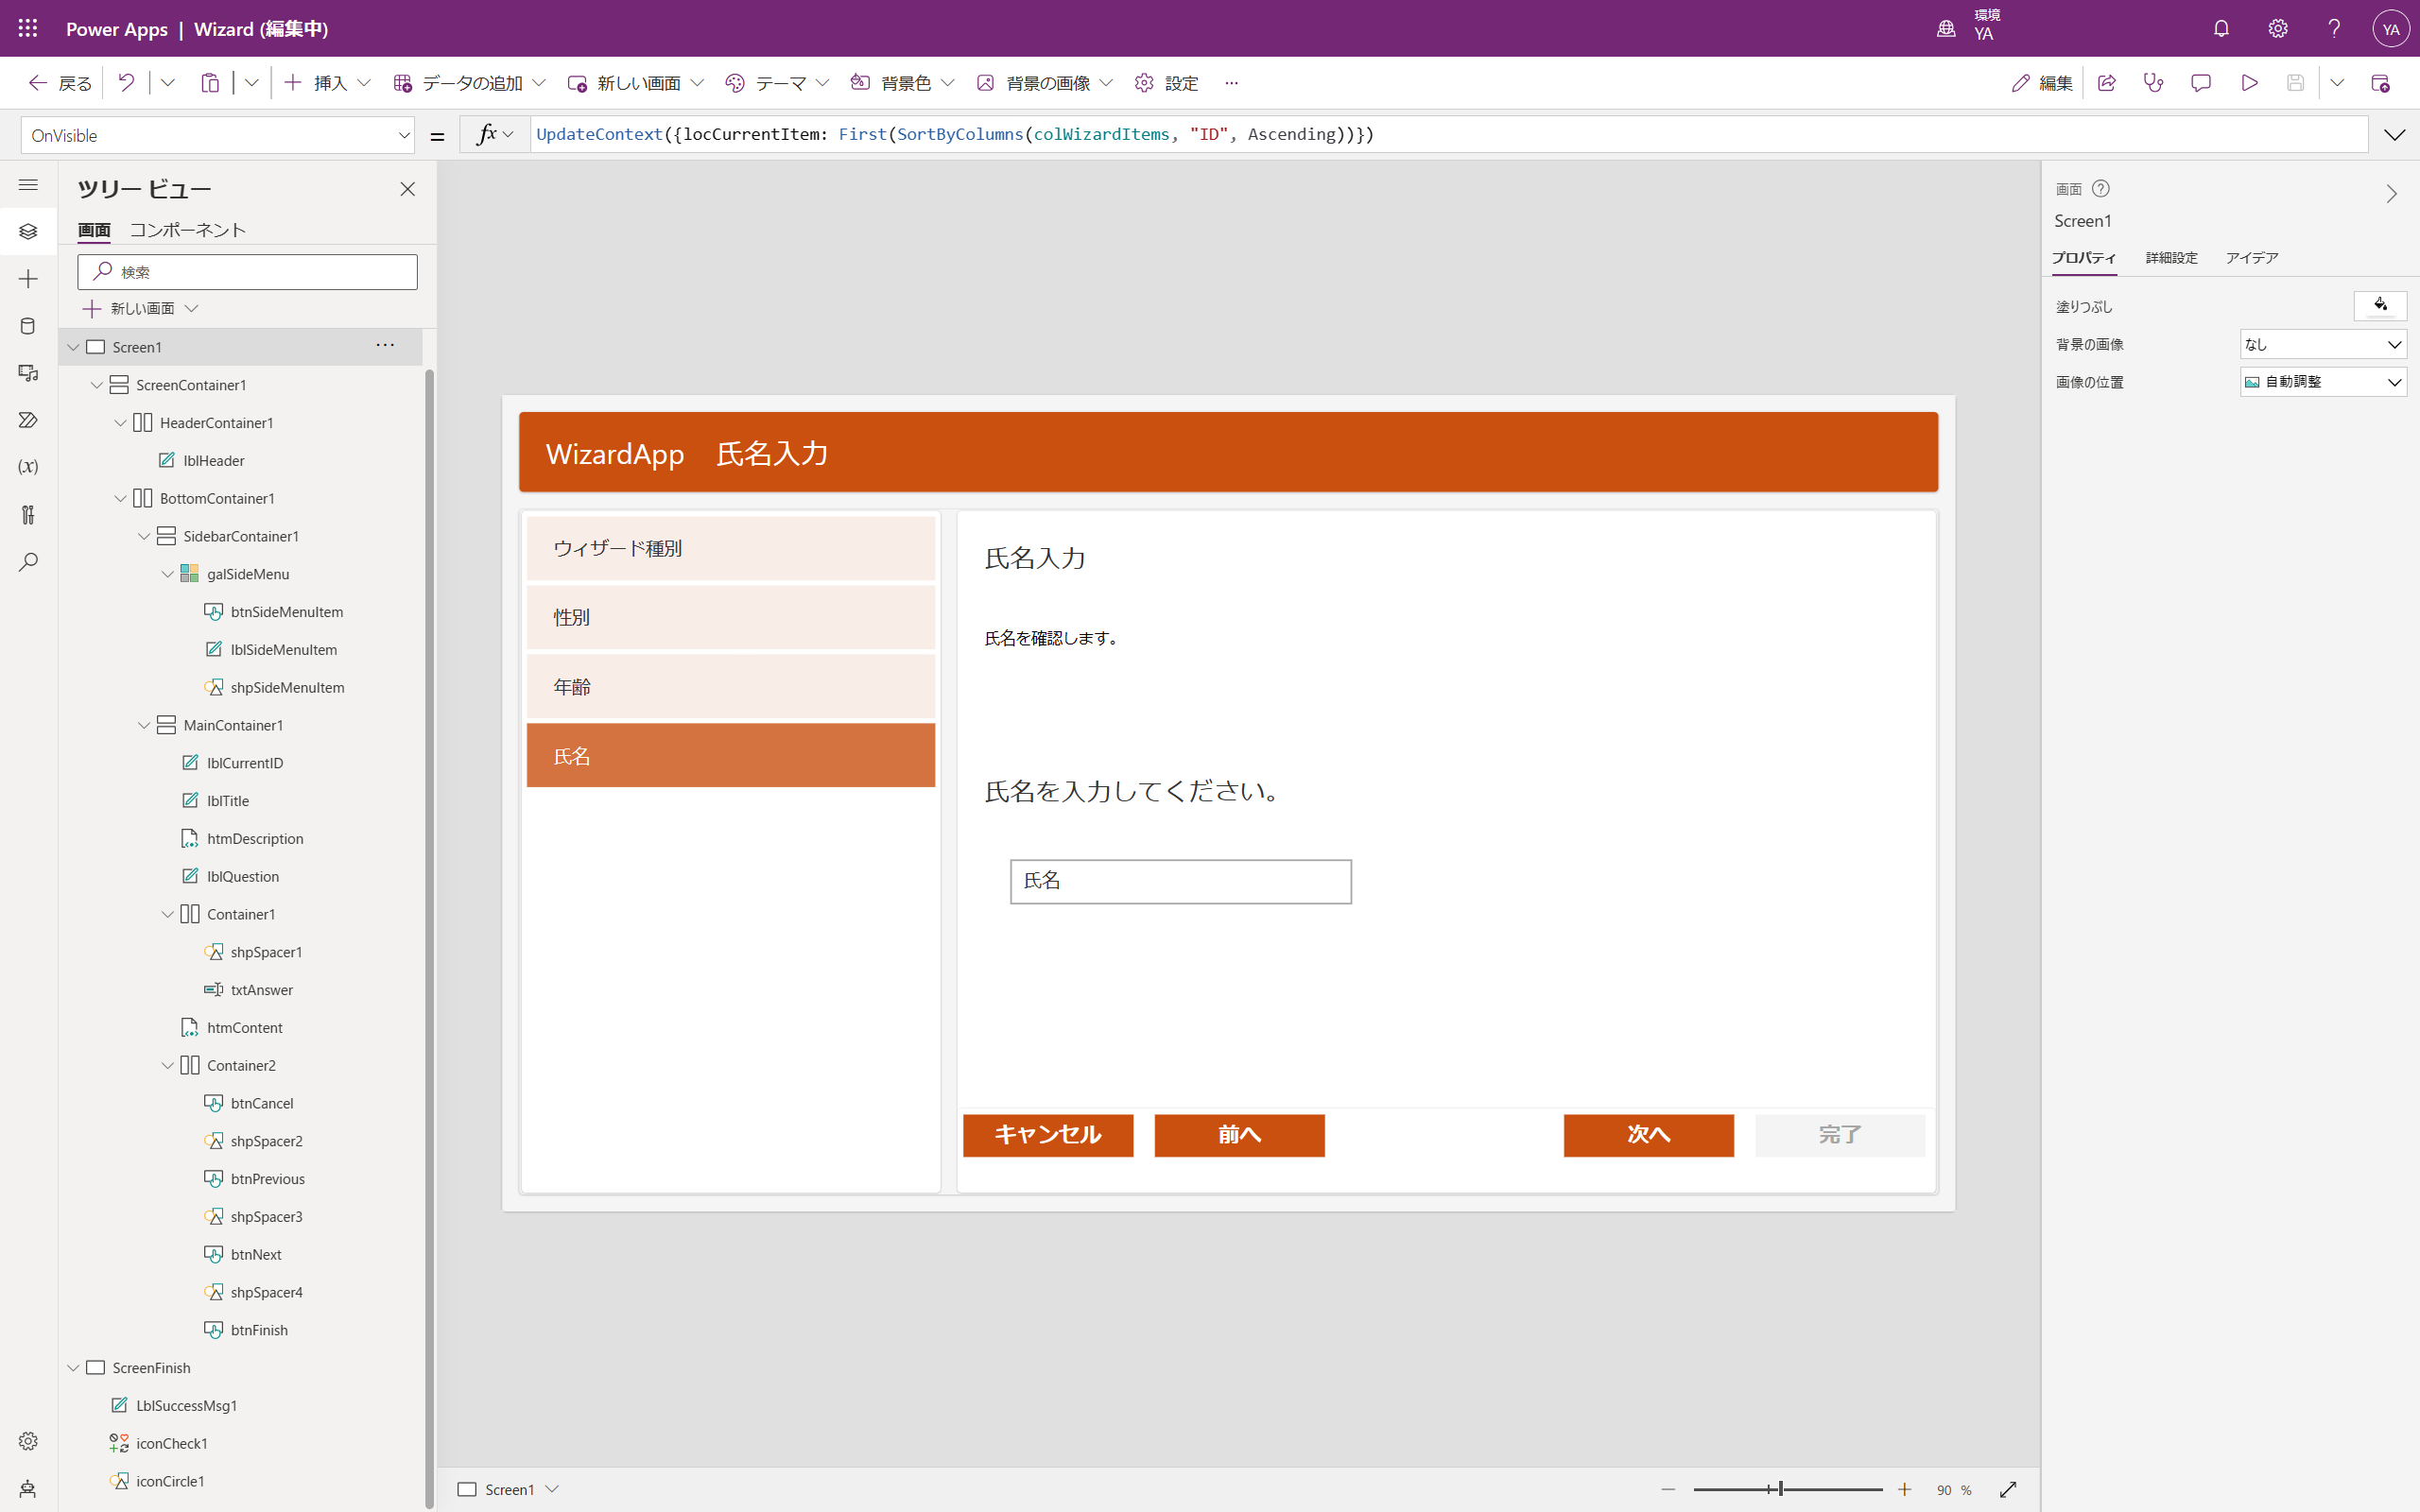 Power Apps | Wizard (編集中)
環境
YA
YA
戻る
挿入
データの追加
新しい画面
テーマ
背景色
背景の画像
設定
...
編集
OnVisible
=
fx
UpdateContext({locCurrentItem: First(SortByColumns(colWizardItems, "ID", Ascending))})
ツリー ビュー
画面 コンポーネント
検索
新しい画面
Screen1
ScreenContainer1
HeaderContainer1
lblHeader
BottomContainer1
SidebarContainer1
galSideMenu
btnSideMenuItem
lblSideMenuItem
shpSideMenuItem
MainContainer1
lblCurrentID
lblTitle
htmDescription
lblQuestion
Container1
shpSpacer1
txtAnswer
htmContent
Container2
btnCancel
shpSpacer2
btnPrevious
shpSpacer3
btnNext
shpSpacer4
btnFinish
ScreenFinish
LblSuccessMsg1
iconCheck1
iconCircle1
WizardApp 氏名入力
ウィザード種別
性別
年齢
氏名
氏名入力
氏名を確認します。
氏名を入力してください。
氏名
キャンセル
前へ
次へ
完了
Screen1
90 %
画面
Screen1
プロパティ 詳細設定 アイデア
塗りつぶし
背景の画像 なし
画像の位置 自動調整